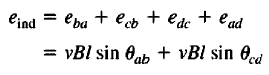 e_ind = e_ba + e_cb + e_dc + e_ad
= vBl sin θ_ab + vBl sin θ_cd